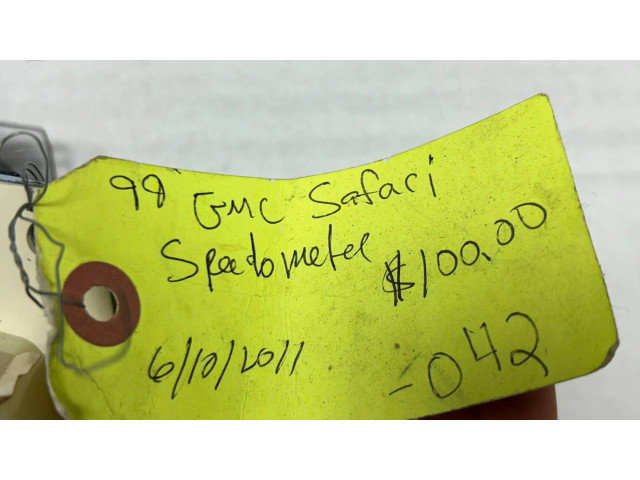 98 GMC Safari
Speedometer $100.00
6/10/2011 -042